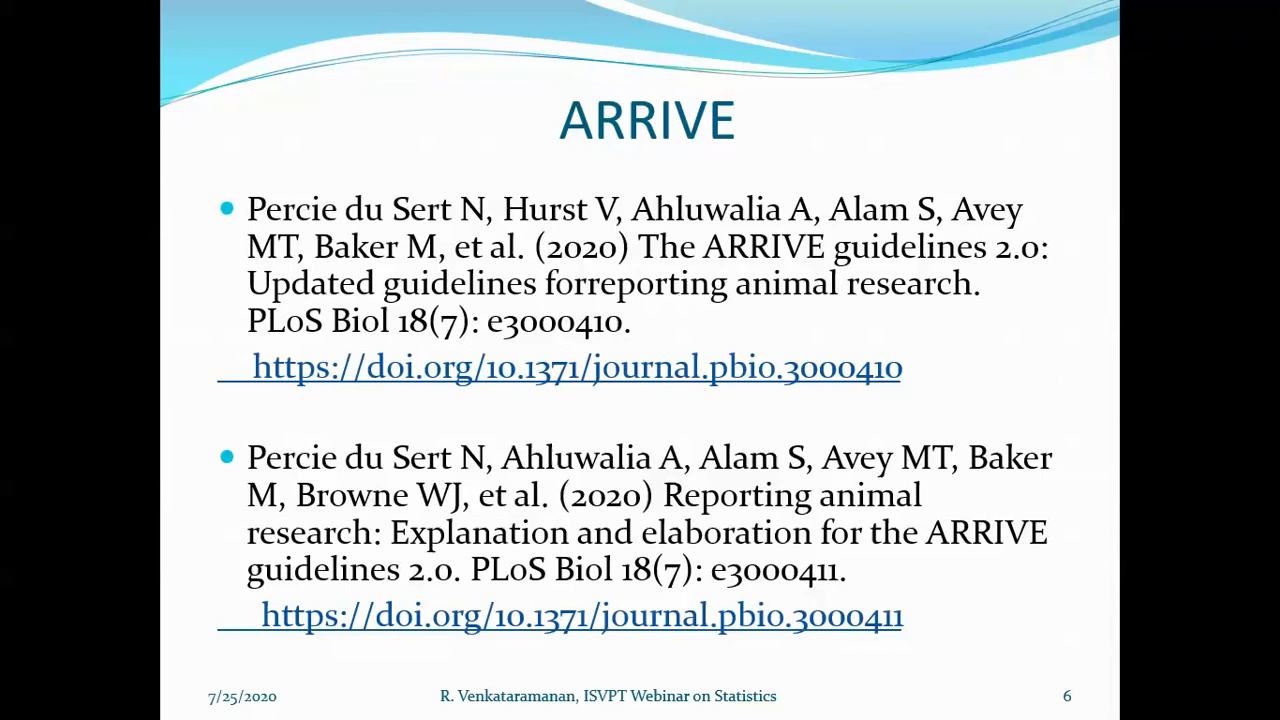 ARRIVE
• Percie du Sert N, Hurst V, Ahluwalia A, Alam S, Avey
MT, Baker M, et al. (2020) The ARRIVE guidelines 2.0:
Updated guidelines forreporting animal research.
PLoS Biol 18(7): e3000410.
https://doi.org/10.1371/journal.pbio.3000410
• Percie du Sert N, Ahluwalia A, Alam S, Avey MT, Baker
M, Browne WJ, et al. (2020) Reporting animal
research: Explanation and elaboration for the ARRIVE
guidelines 2.0. PLoS Biol 18(7): e3000411.
https://doi.org/10.1371/journal.pbio.3000411
7/25/2020 R. Venkataramanan, ISVPT Webinar on Statistics 6